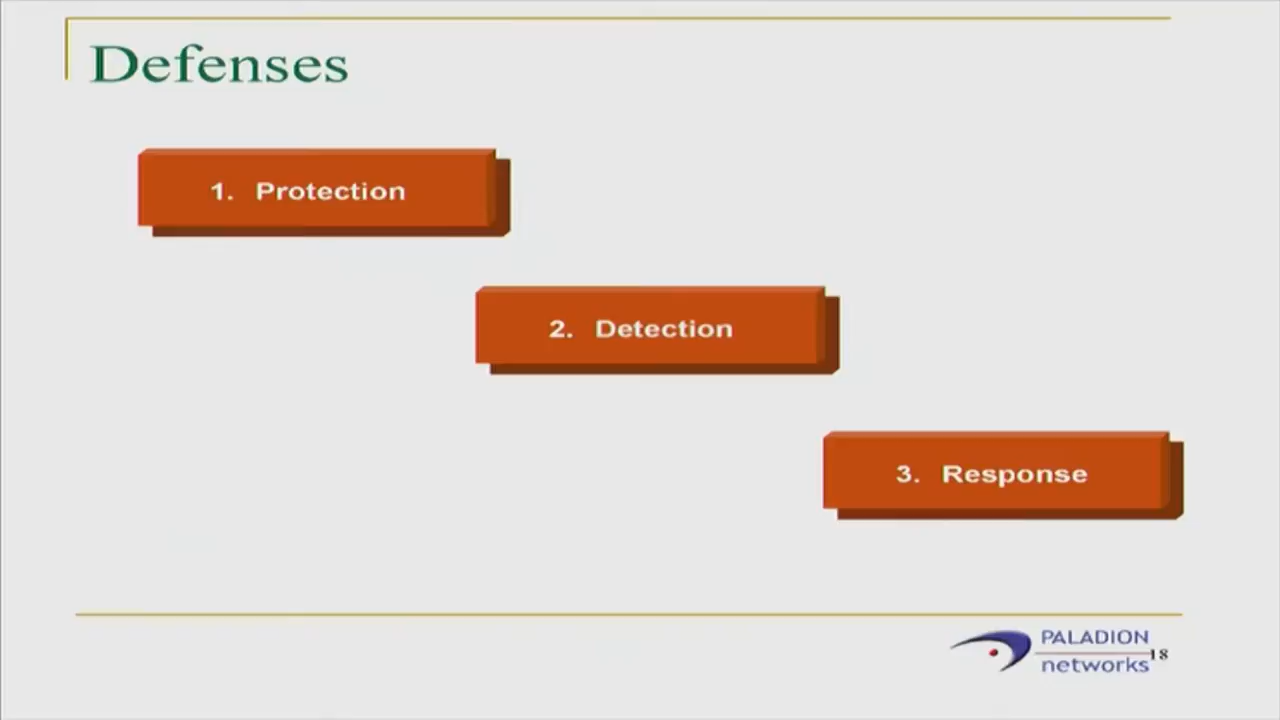 Defenses
1. Protection
2. Detection
3. Response
PALADION
networks
18